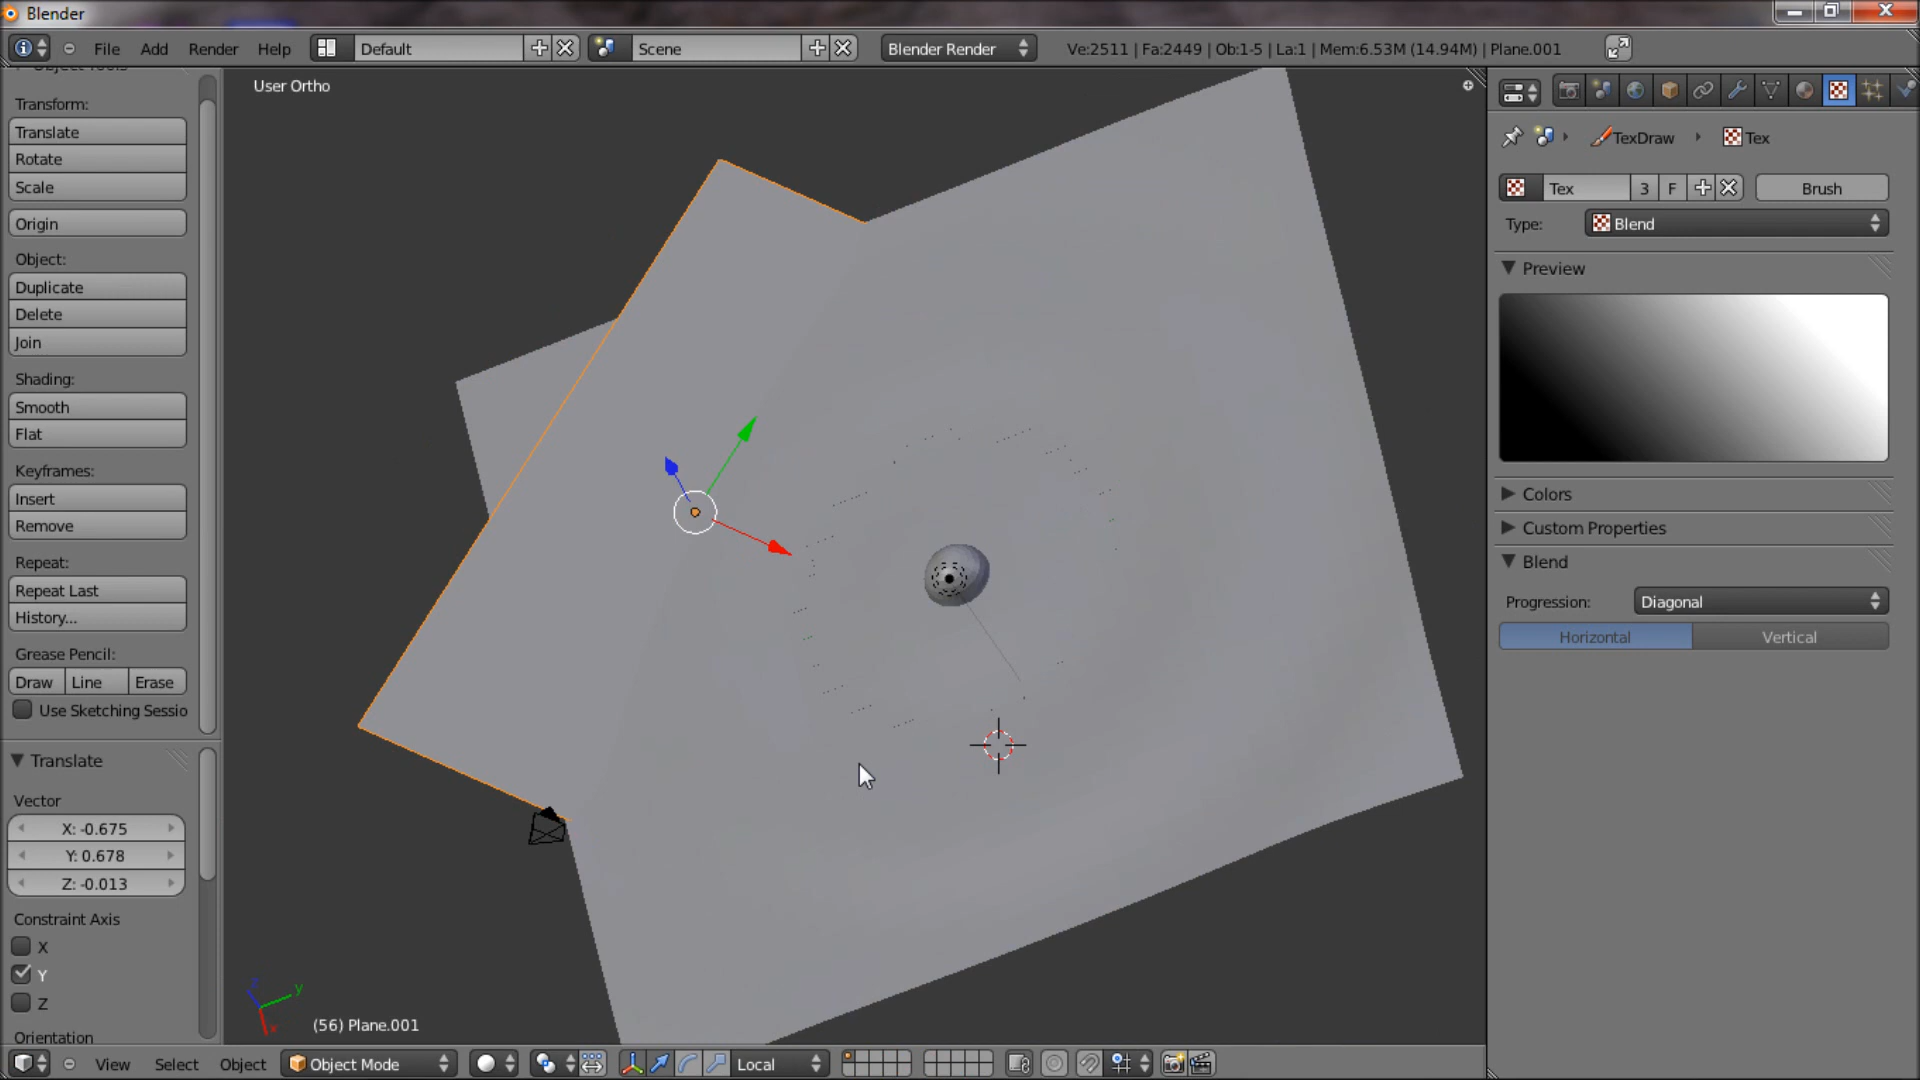 Blender
File Add Render Help Default Scene Blender Render Ve:2511 | Fa:2449 | Ob:1-5 | La:1 | Mem:6.53M (14.94M) | Plane.001
Object Tools
Transform:
Translate
Rotate
Scale
Origin
Object:
Duplicate
Delete
Join
Shading:
Smooth
Flat
Keyframes:
Insert
Remove
Repeat:
Repeat Last
History...
Grease Pencil:
Draw Line Erase
Use Sketching Sessio
Translate
Vector
X: -0.675
Y: 0.678
Z: -0.013
Constraint Axis
X
Y
Z
Orientation
User Ortho
z y x
(56) Plane.001
View Select Object Object Mode Local
TexDraw Tex
Tex 3 F Brush
Type: Blend
Preview
Colors
Custom Properties
Blend
Progression: Diagonal
Horizontal Vertical